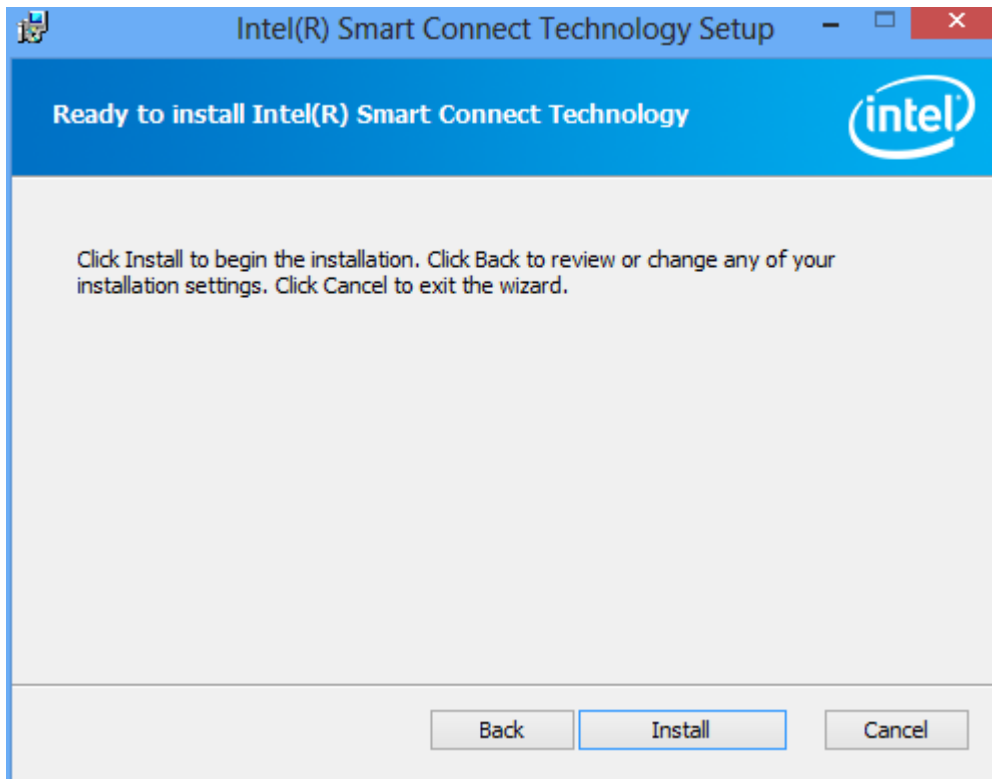 Intel(R) Smart Connect Technology Setup
Ready to install Intel(R) Smart Connect Technology
intel
Click Install to begin the installation. Click Back to review or change any of your
installation settings. Click Cancel to exit the wizard.
Back Install Cancel